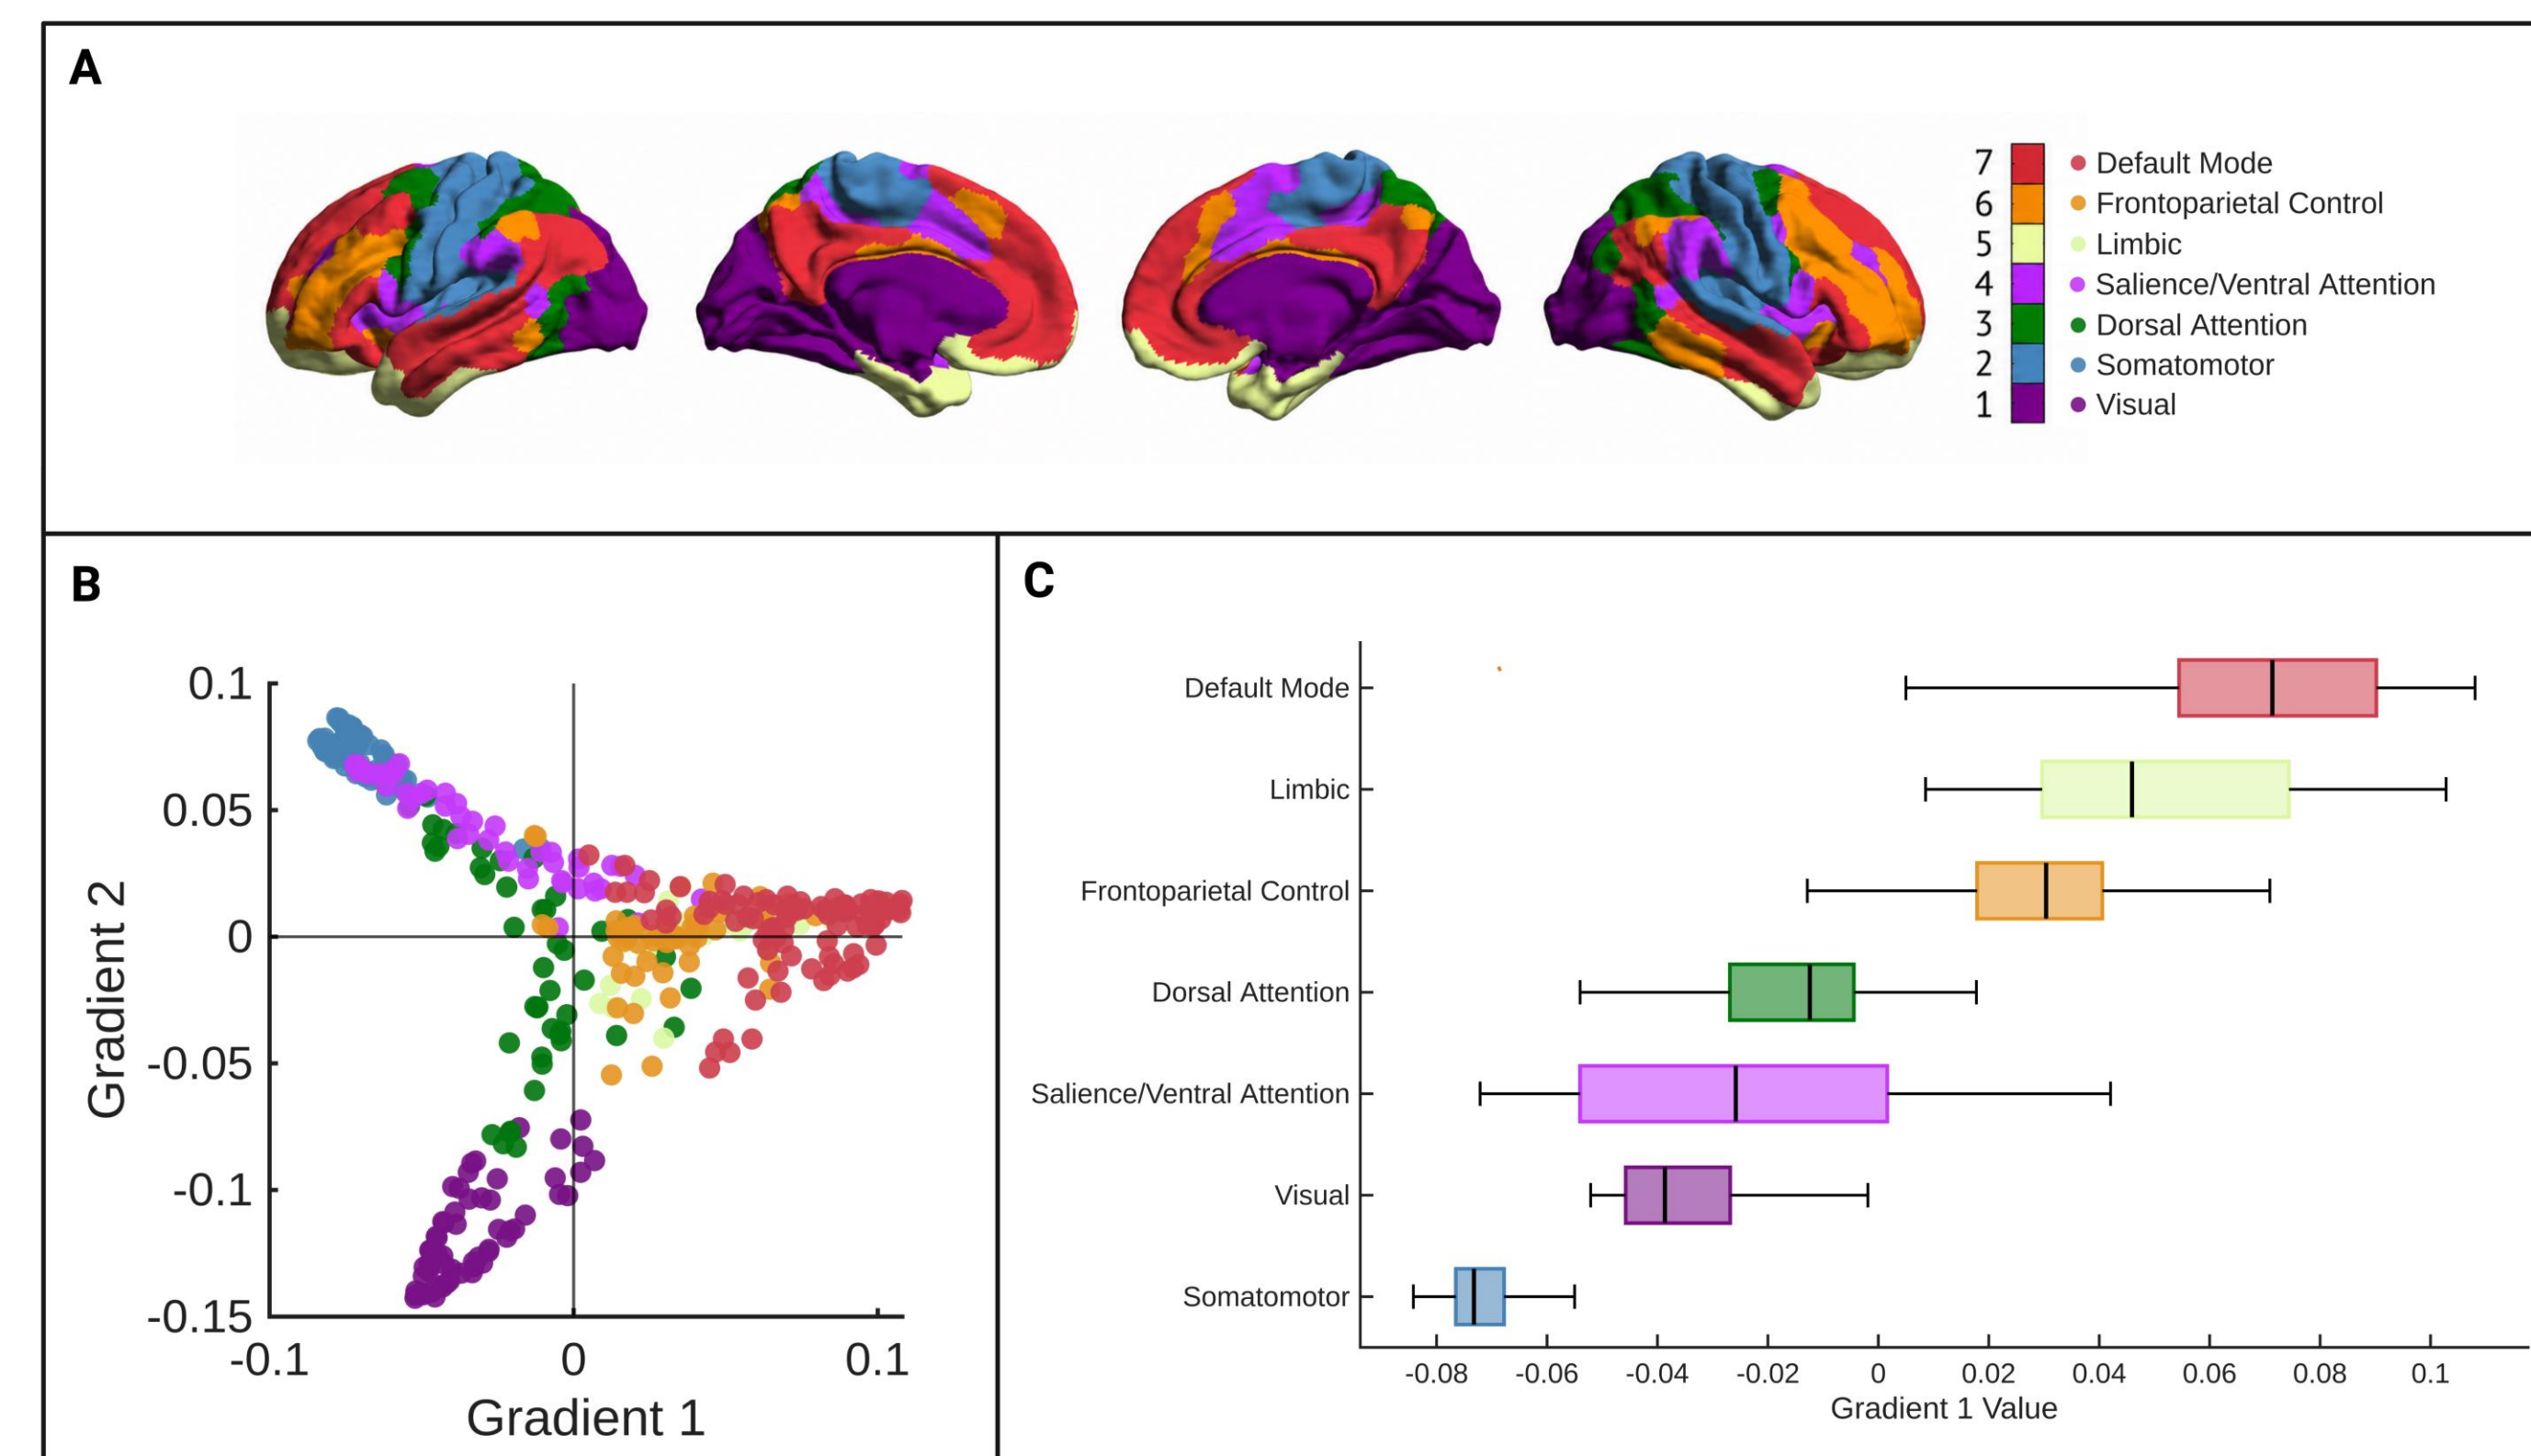 A
7 Default Mode
6 Frontoparietal Control
5 Limbic
4 Salience/Ventral Attention
3 Dorsal Attention
2 Somatomotor
1 Visual
B
0.1
0.05
0
-0.05
-0.1
-0.15
Gradient 2
-0.1 0 0.1
Gradient 1
C
Default Mode
Limbic
Frontoparietal Control
Dorsal Attention
Salience/Ventral Attention
Visual
Somatomotor
-0.08 -0.06 -0.04 -0.02 0 0.02 0.04 0.06 0.08 0.1
Gradient 1 Value